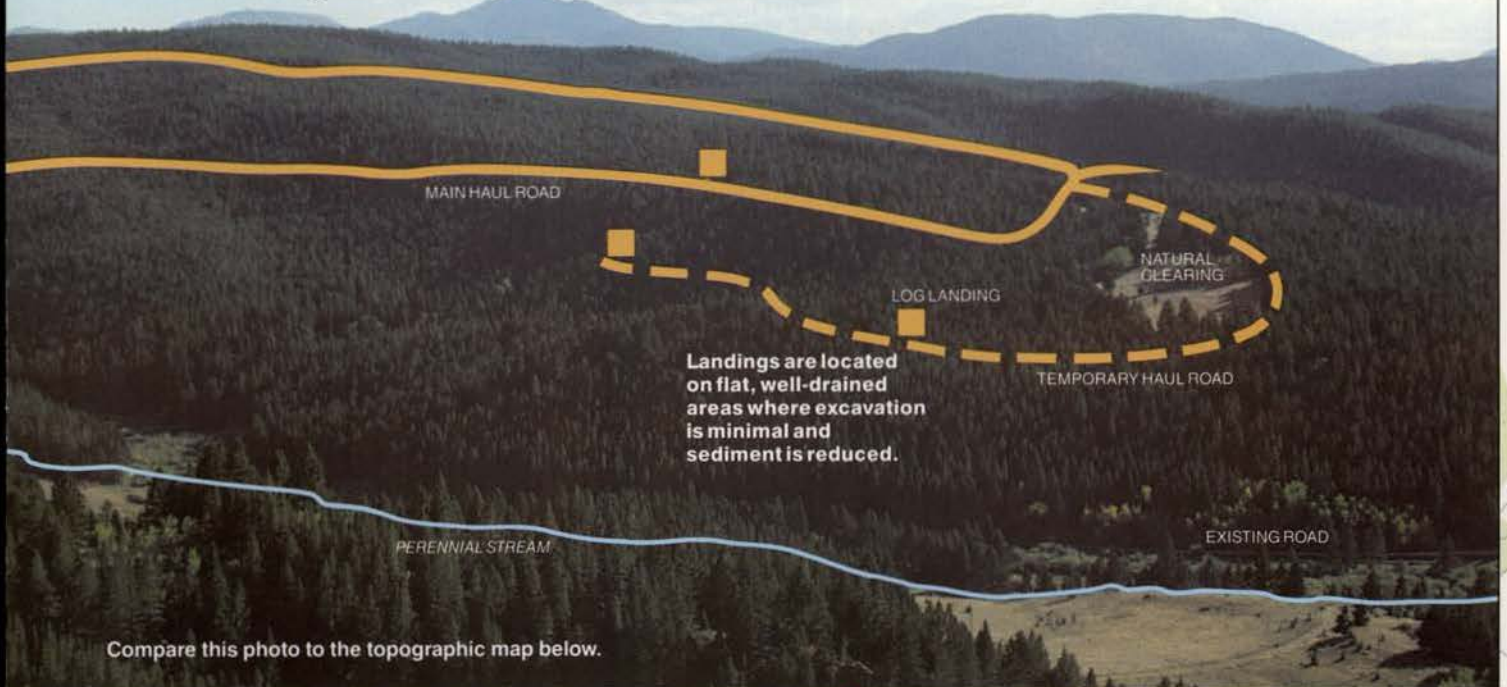 MAIN HAUL ROAD
NATURAL
CLEARING
LOG LANDING
Landings are located
on flat, well-drained
areas where excavation
is minimal and
sediment is reduced.
TEMPORARY HAUL ROAD
EXISTING ROAD
PERENNIAL STREAM
Compare this photo to the topographic map below.